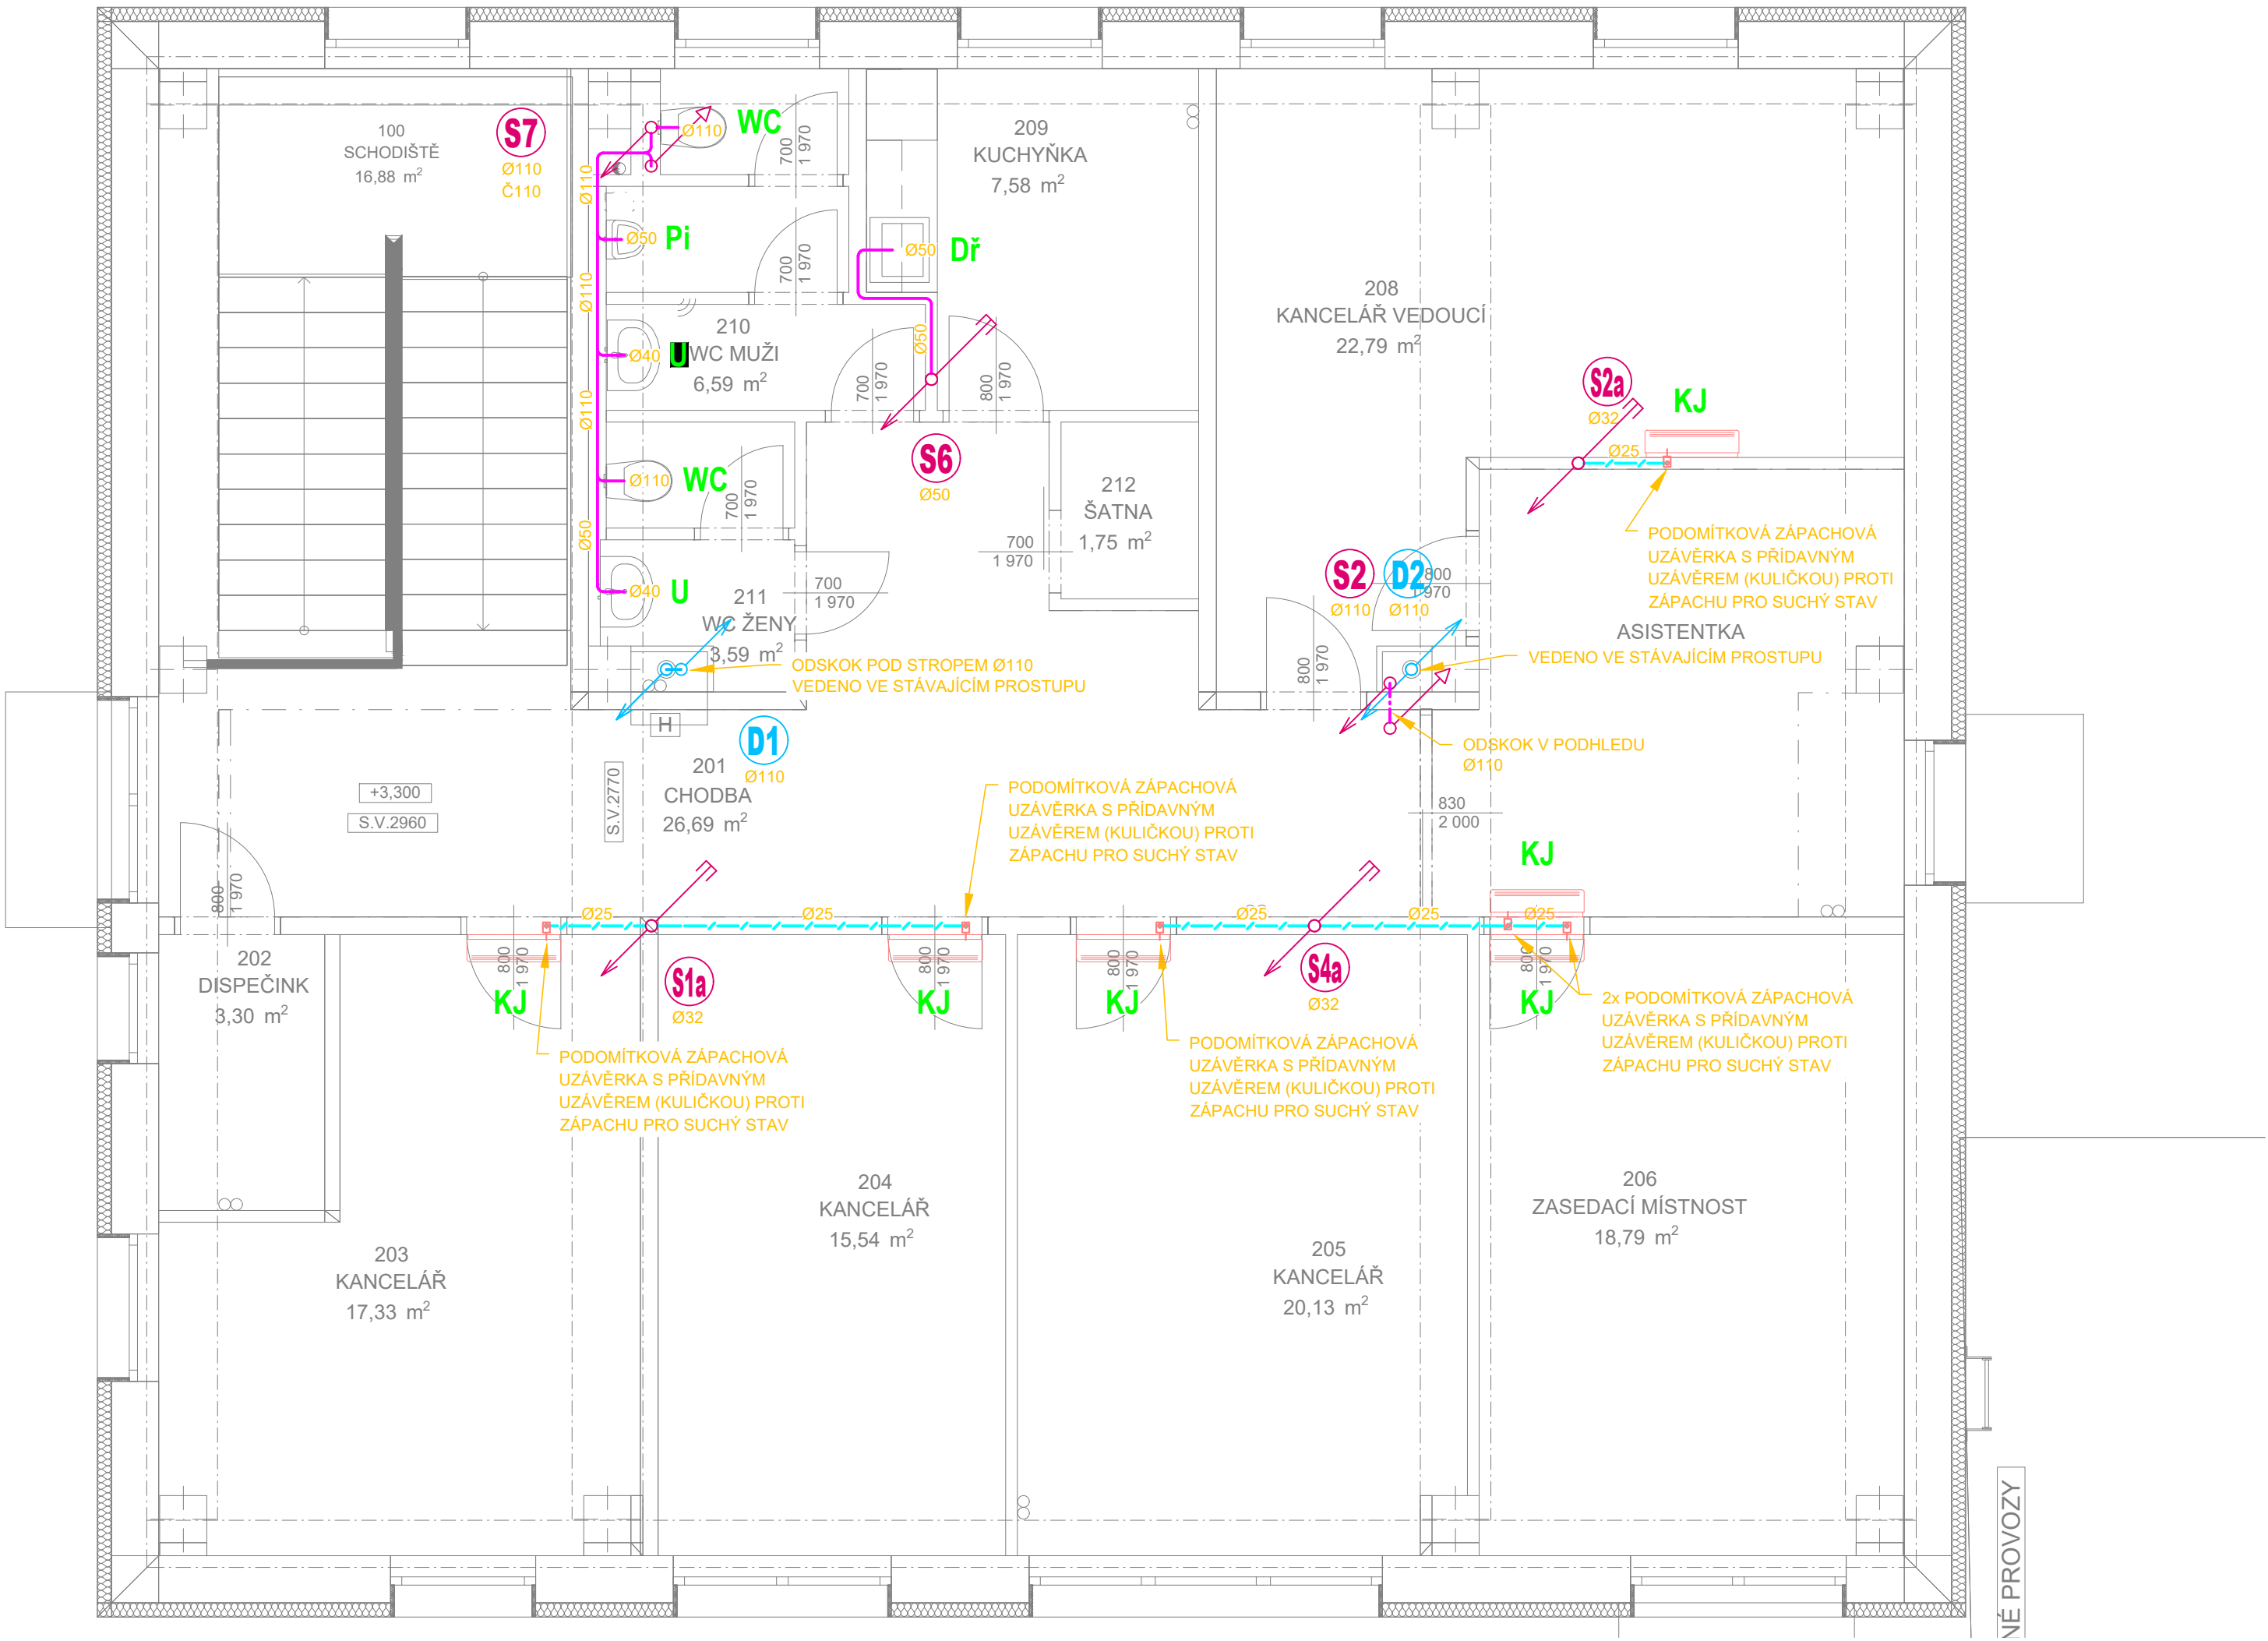 100
SCHODIŠTĚ
16,88 m²
S7
Ø110
Č110
Ø110
WC
700
1 970
209
KUCHYŇKA
7,58 m²
Ø110
Ø50
Pi
700
1 970
Ø50
Dř
Ø110
208
KANCELÁŘ VEDOUCÍ
22,79 m²
210
WC MUŽI
6,59 m²
Ø40
U
Ø50
700
1 970
800
1 970
S2a
Ø32
KJ
Ø25
Ø110
S6
Ø50
Ø110
WC
700
1 970
212
ŠATNA
1,75 m²
700
1 970
Ø50
PODOMÍTKOVÁ ZÁPACHOVÁ
UZÁVĚRKA S PŘÍDAVNÝM
UZÁVĚREM (KULIČKOU) PROTI
ZÁPACHU PRO SUCHÝ STAV
S2
Ø110
D2
Ø110
800
1 970
Ø40
U
211
WC ŽENY
3,59 m²
700
1 970
ASISTENTKA
VEDENO VE STÁVAJÍCÍM PROSTUPU
ODSKOK POD STROPEM Ø110
VEDENO VE STÁVAJÍCÍM PROSTUPU
800
1 970
H
D1
Ø110
ODSKOK V PODHLEDU
Ø110
201
CHODBA
26,69 m²
S.V.2770
+3,300
S.V.2960
PODOMÍTKOVÁ ZÁPACHOVÁ
UZÁVĚRKA S PŘÍDAVNÝM
UZÁVĚREM (KULIČKOU) PROTI
ZÁPACHU PRO SUCHÝ STAV
830
2 000
KJ
800
1 970
Ø25
Ø25
Ø25
Ø25
Ø25
202
DISPEČINK
3,30 m²
800
1 970
KJ
S1a
Ø32
800
1 970
KJ
800
1 970
KJ
S4a
Ø32
800
1 970
KJ
2x PODOMÍTKOVÁ ZÁPACHOVÁ
UZÁVĚRKA S PŘÍDAVNÝM
UZÁVĚREM (KULIČKOU) PROTI
ZÁPACHU PRO SUCHÝ STAV
PODOMÍTKOVÁ ZÁPACHOVÁ
UZÁVĚRKA S PŘÍDAVNÝM
UZÁVĚREM (KULIČKOU) PROTI
ZÁPACHU PRO SUCHÝ STAV
PODOMÍTKOVÁ ZÁPACHOVÁ
UZÁVĚRKA S PŘÍDAVNÝM
UZÁVĚREM (KULIČKOU) PROTI
ZÁPACHU PRO SUCHÝ STAV
203
KANCELÁŘ
17,33 m²
204
KANCELÁŘ
15,54 m²
205
KANCELÁŘ
20,13 m²
206
ZASEDACÍ MÍSTNOST
18,79 m²
NÉ PROVOZY